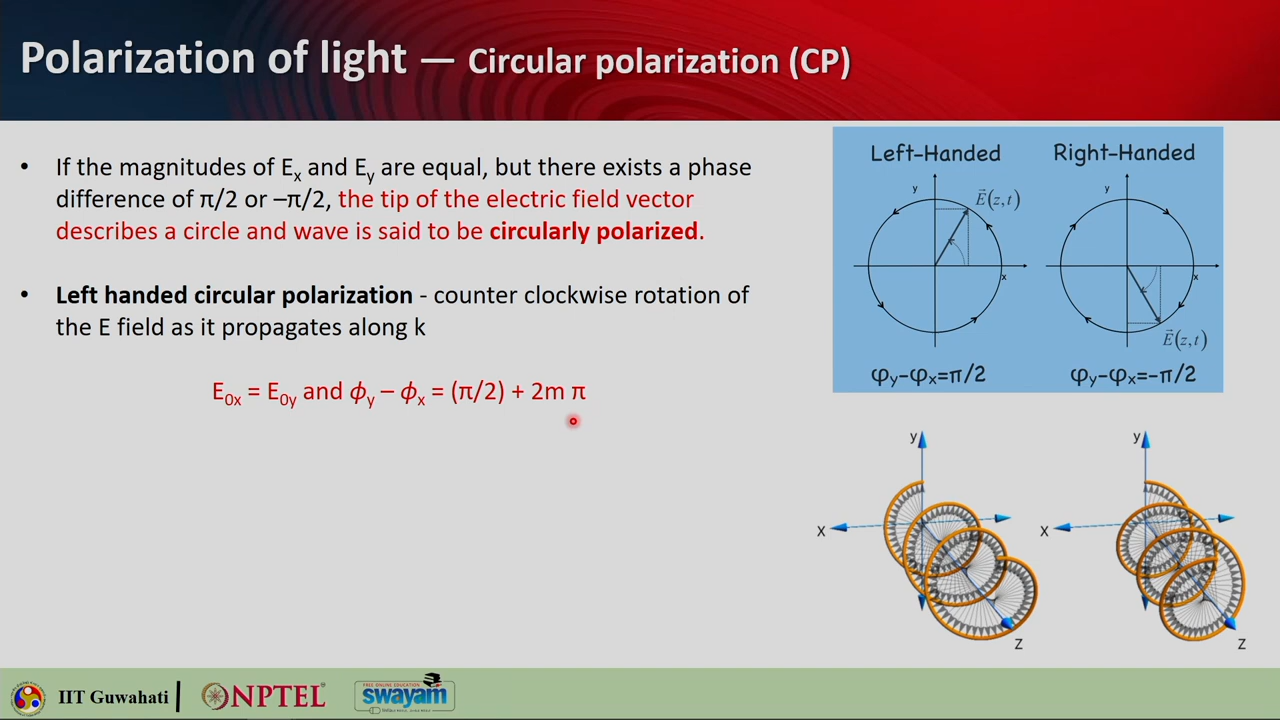 Polarization of light — Circular polarization (CP)
• If the magnitudes of Eₓ and Ey are equal, but there exists a phase
difference of π/2 or –π/2, the tip of the electric field vector
describes a circle and wave is said to be circularly polarized.
• Left handed circular polarization - counter clockwise rotation of
the E field as it propagates along k
E₀ₓ = E₀y and ϕy – ϕₓ = (π/2) + 2m π
Left-Handed Right-Handed
y y
E⃗(z,t)
x x
E⃗(z,t)
φy-φₓ=π/2 φy-φₓ=-π/2
y y
X X
Z Z
IIT Guwahati
NPTEL
FREE ONLINE EDUCATION
swayam